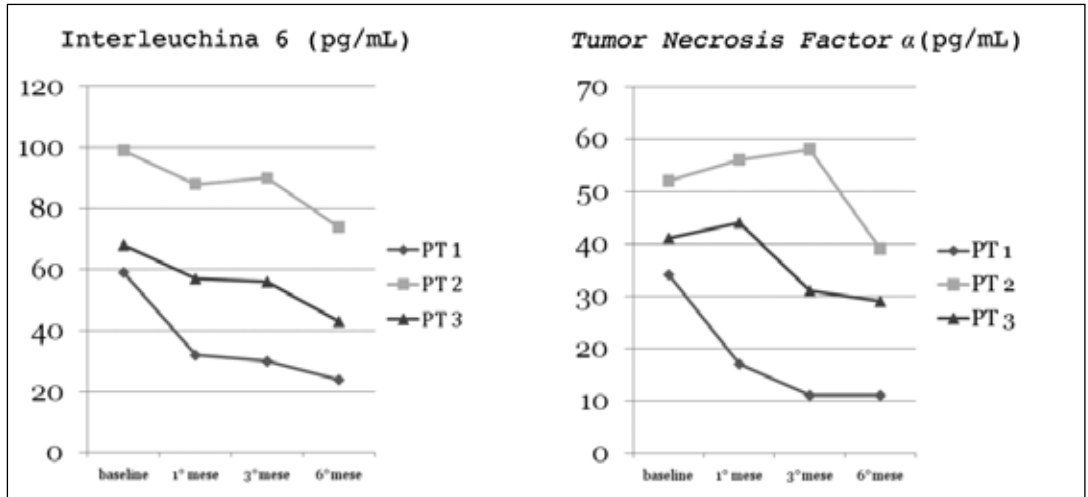 Interleuchina 6 (pg/mL)
120
100
80
60
40
20
0
baseline 1° mese 3°mese 6°mese
PT 1
PT 2
PT 3
Tumor Necrosis Factor α(pg/mL)
70
60
50
40
30
20
10
0
baseline 1° mese 3°mese 6°mese
PT 1
PT 2
PT 3